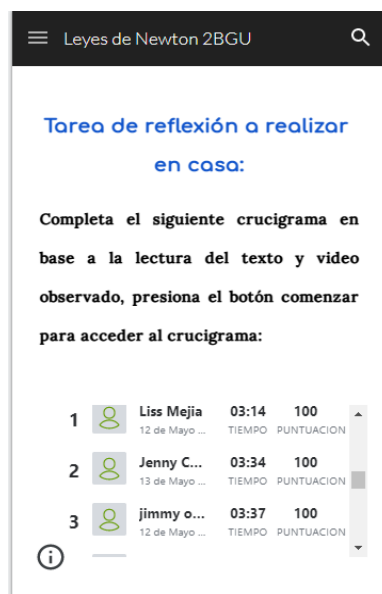 Leyes de Newton 2BGU
Tarea de reflexión a realizar
en casa:
Completa el siguiente crucigrama en
base a la lectura del texto y video
observado, presiona el botón comenzar
para acceder al crucigrama:
1 Liss Mejia 03:14 100
12 de Mayo ... TIEMPO PUNTUACION
2 Jenny C... 03:34 100
13 de Mayo ... TIEMPO PUNTUACION
3 jimmy o... 03:37 100
12 de Mayo ... TIEMPO PUNTUACION